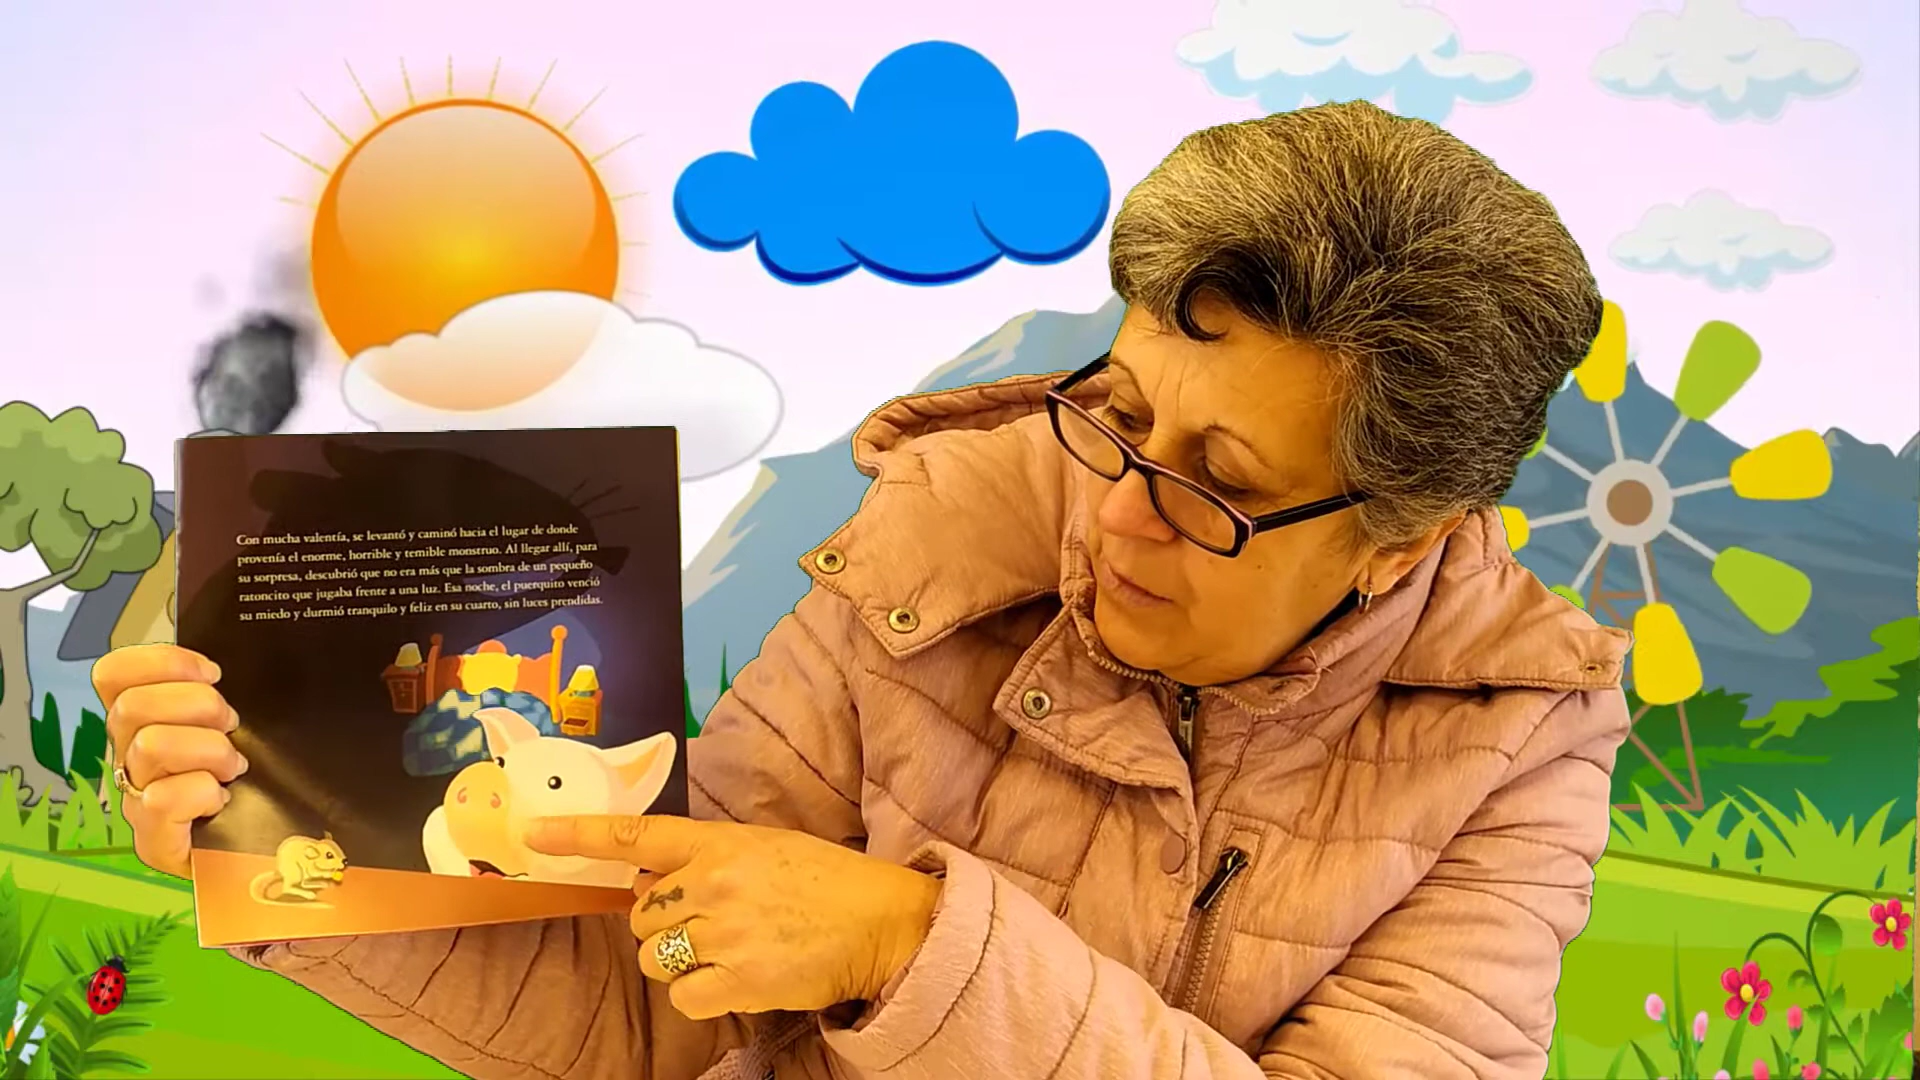 Con mucha valentía, se levantó y caminó hacia el lugar de donde
provenía el enorme, horrible y temible monstruo. Al llegar allí, para
su sorpresa, descubrió que no era más que la sombra de un pequeño
ratoncito que jugaba frente a una luz. Esa noche, el puerquito venció
su miedo y durmió tranquilo y feliz en su cuarto, sin luces prendidas.